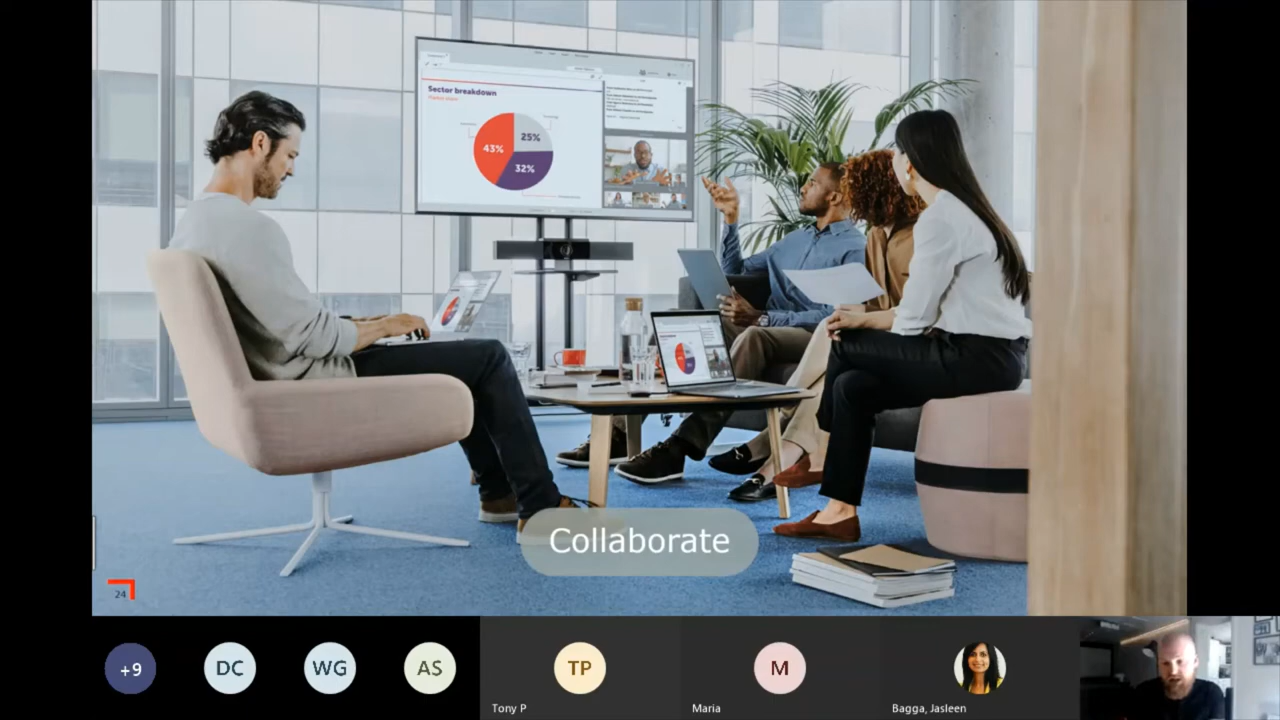 Sector breakdown
25%
43%
32%
Collaborate
24
+9
DC
WG
AS
TP
M
Tony P
Maria
Bagga, Jasleen